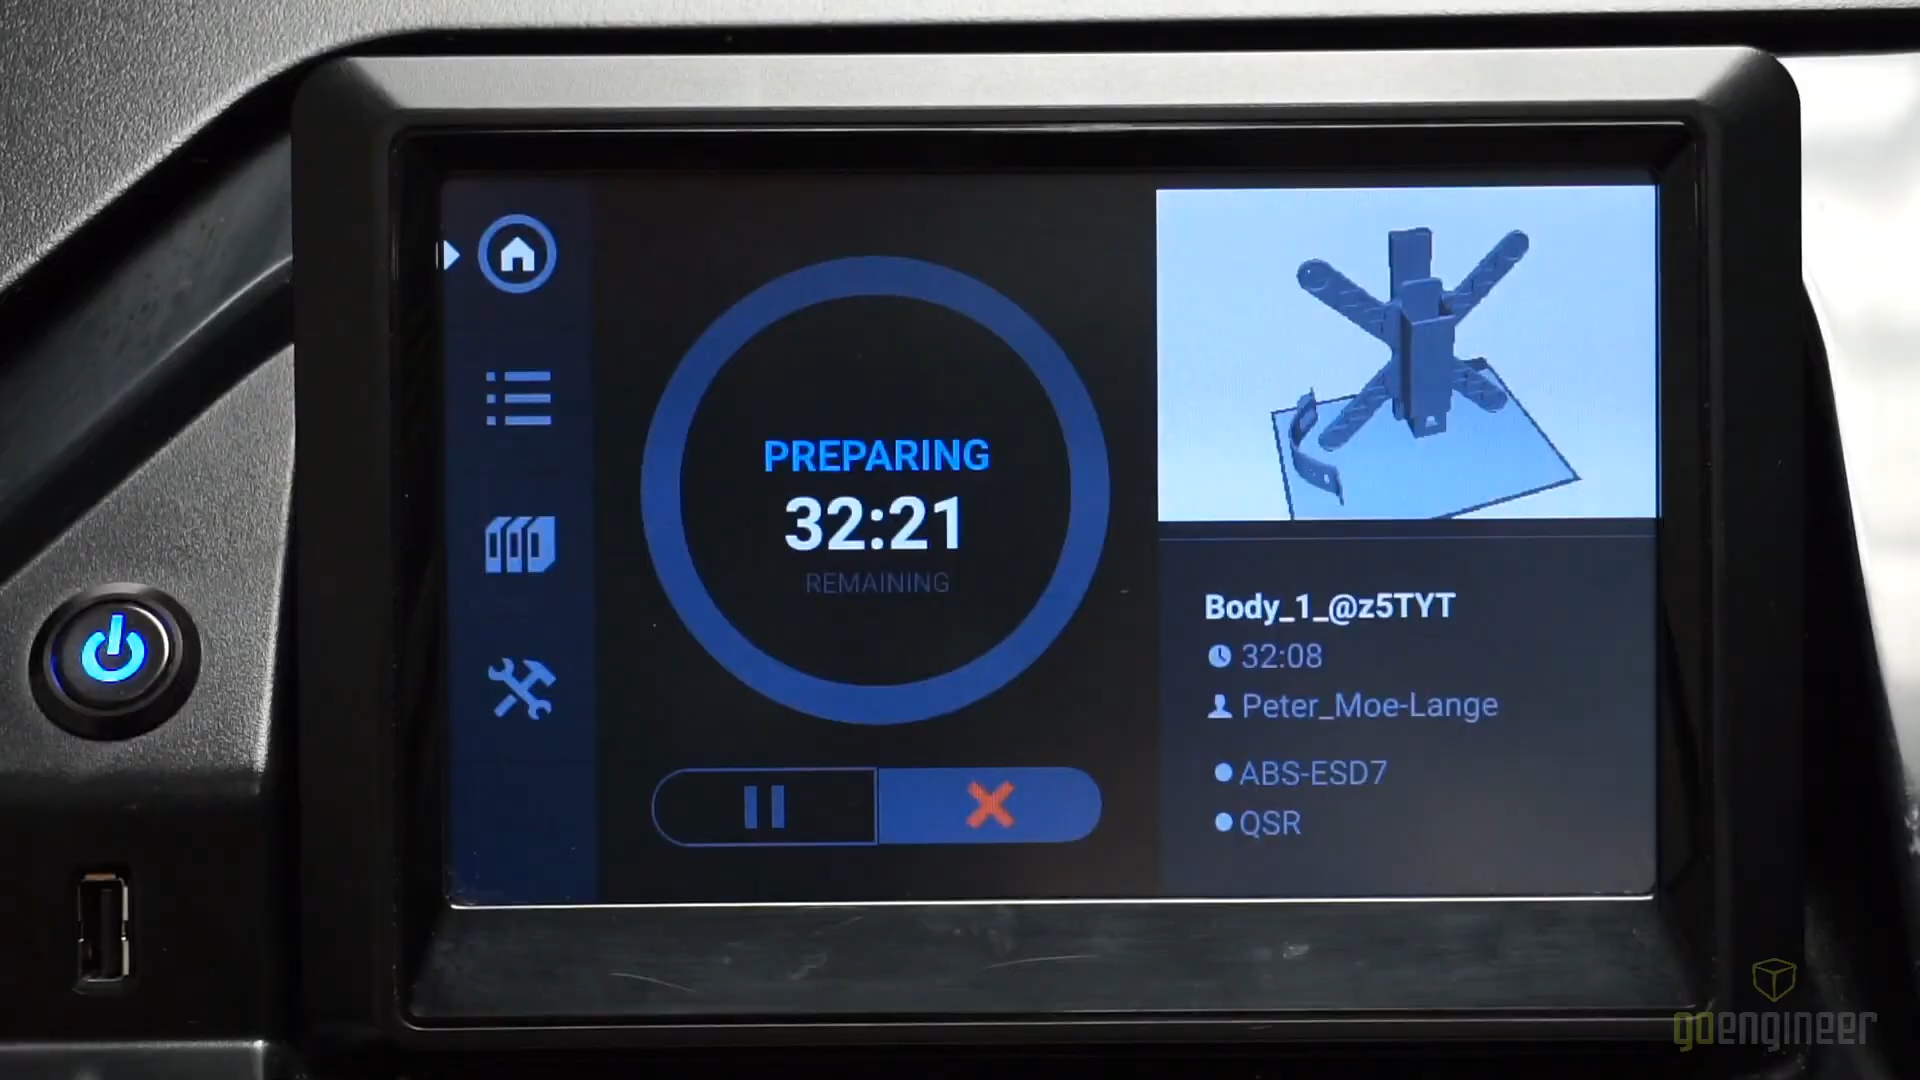 PREPARING
32:21
REMAINING
Body_1_@z5TYT
32:08
Peter_Moe-Lange
ABS-ESD7
QSR
goengineer